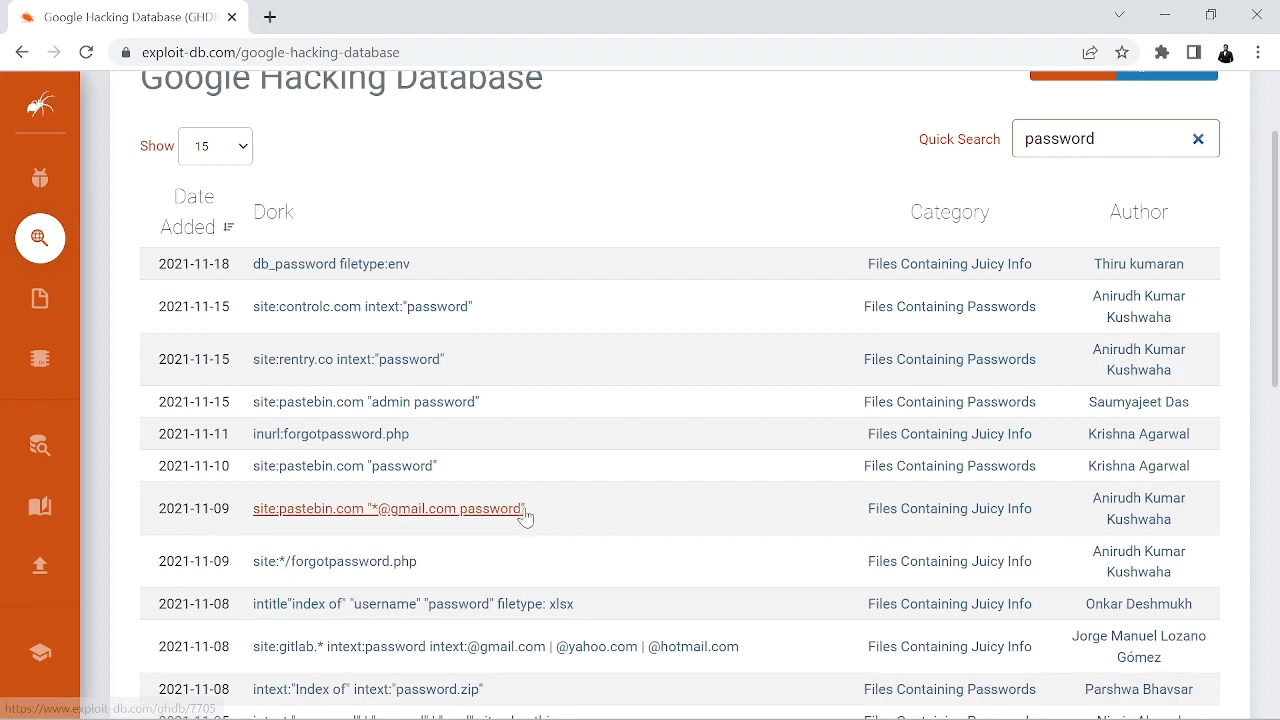 Google Hacking Database (GHDB
exploit-db.com/google-hacking-database
Google Hacking Database
Show 15
Quick Search password
Date Added Dork Category Author
2021-11-18 db_password filetype:env Files Containing Juicy Info Thiru kumaran
2021-11-15 site:controlc.com intext:"password" Files Containing Passwords Anirudh Kumar Kushwaha
2021-11-15 site:rentry.co intext:"password" Files Containing Passwords Anirudh Kumar Kushwaha
2021-11-15 site:pastebin.com "admin password" Files Containing Passwords Saumyajeet Das
2021-11-11 inurl:forgotpassword.php Files Containing Juicy Info Krishna Agarwal
2021-11-10 site:pastebin.com "password" Files Containing Passwords Krishna Agarwal
2021-11-09 site:pastebin.com "*@gmail.com password" Files Containing Juicy Info Anirudh Kumar Kushwaha
2021-11-09 site:*/forgotpassword.php Files Containing Juicy Info Anirudh Kumar Kushwaha
2021-11-08 intitle"index of" "username" "password" filetype: xlsx Files Containing Juicy Info Onkar Deshmukh
2021-11-08 site:gitlab.* intext:password intext:@gmail.com | @yahoo.com | @hotmail.com Files Containing Juicy Info Jorge Manuel Lozano Gómez
2021-11-08 intext:"Index of" intext:"password.zip" Files Containing Passwords Parshwa Bhavsar
https://www.exploit-db.com/ghdb/7705